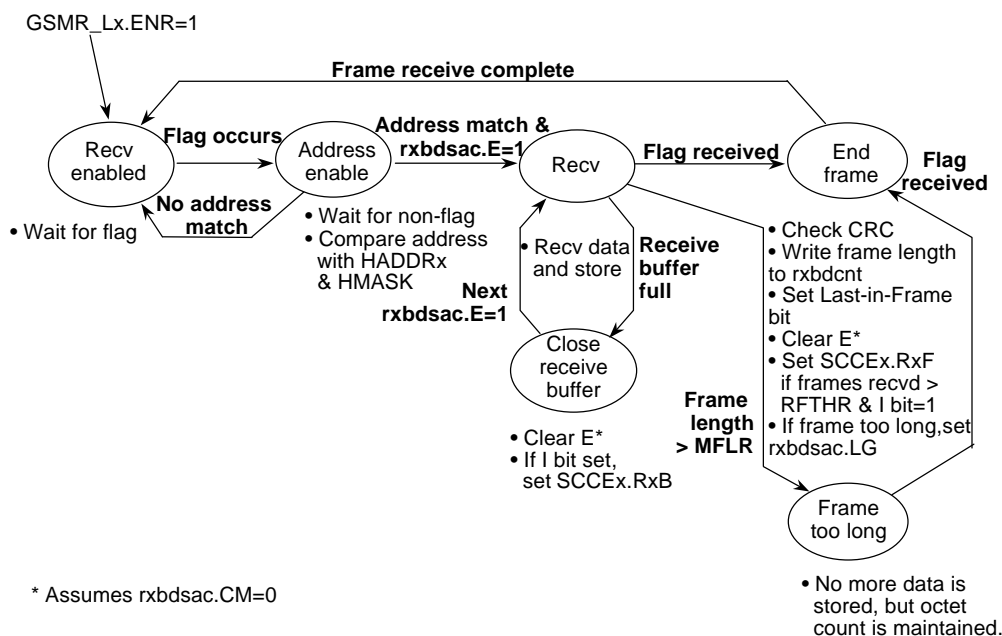 GSMR_Lx.ENR=1
Frame receive complete
Flag occurs
Address match &
rxbdsac.E=1
Recv
enabled
Address
enable
Recv
Flag received
End
frame
Flag
received
No address
match
• Wait for flag
• Wait for non-flag
• Compare address
with HADDRx
& HMASK
• Recv data
and store
Receive
buffer
full
Next
rxbdsac.E=1
Close
receive
buffer
• Clear E*
• If I bit set,
set SCCEx.RxB
• Check CRC
• Write frame length
to rxbdcnt
• Set Last-in-Frame
bit
• Clear E*
• Set SCCEx.RxF
if frames recvd >
RFTHR & I bit=1
• If frame too long,set
rxbdsac.LG
Frame
length
> MFLR
Frame
too long
• No more data is
stored, but octet
count is maintained.
* Assumes rxbdsac.CM=0